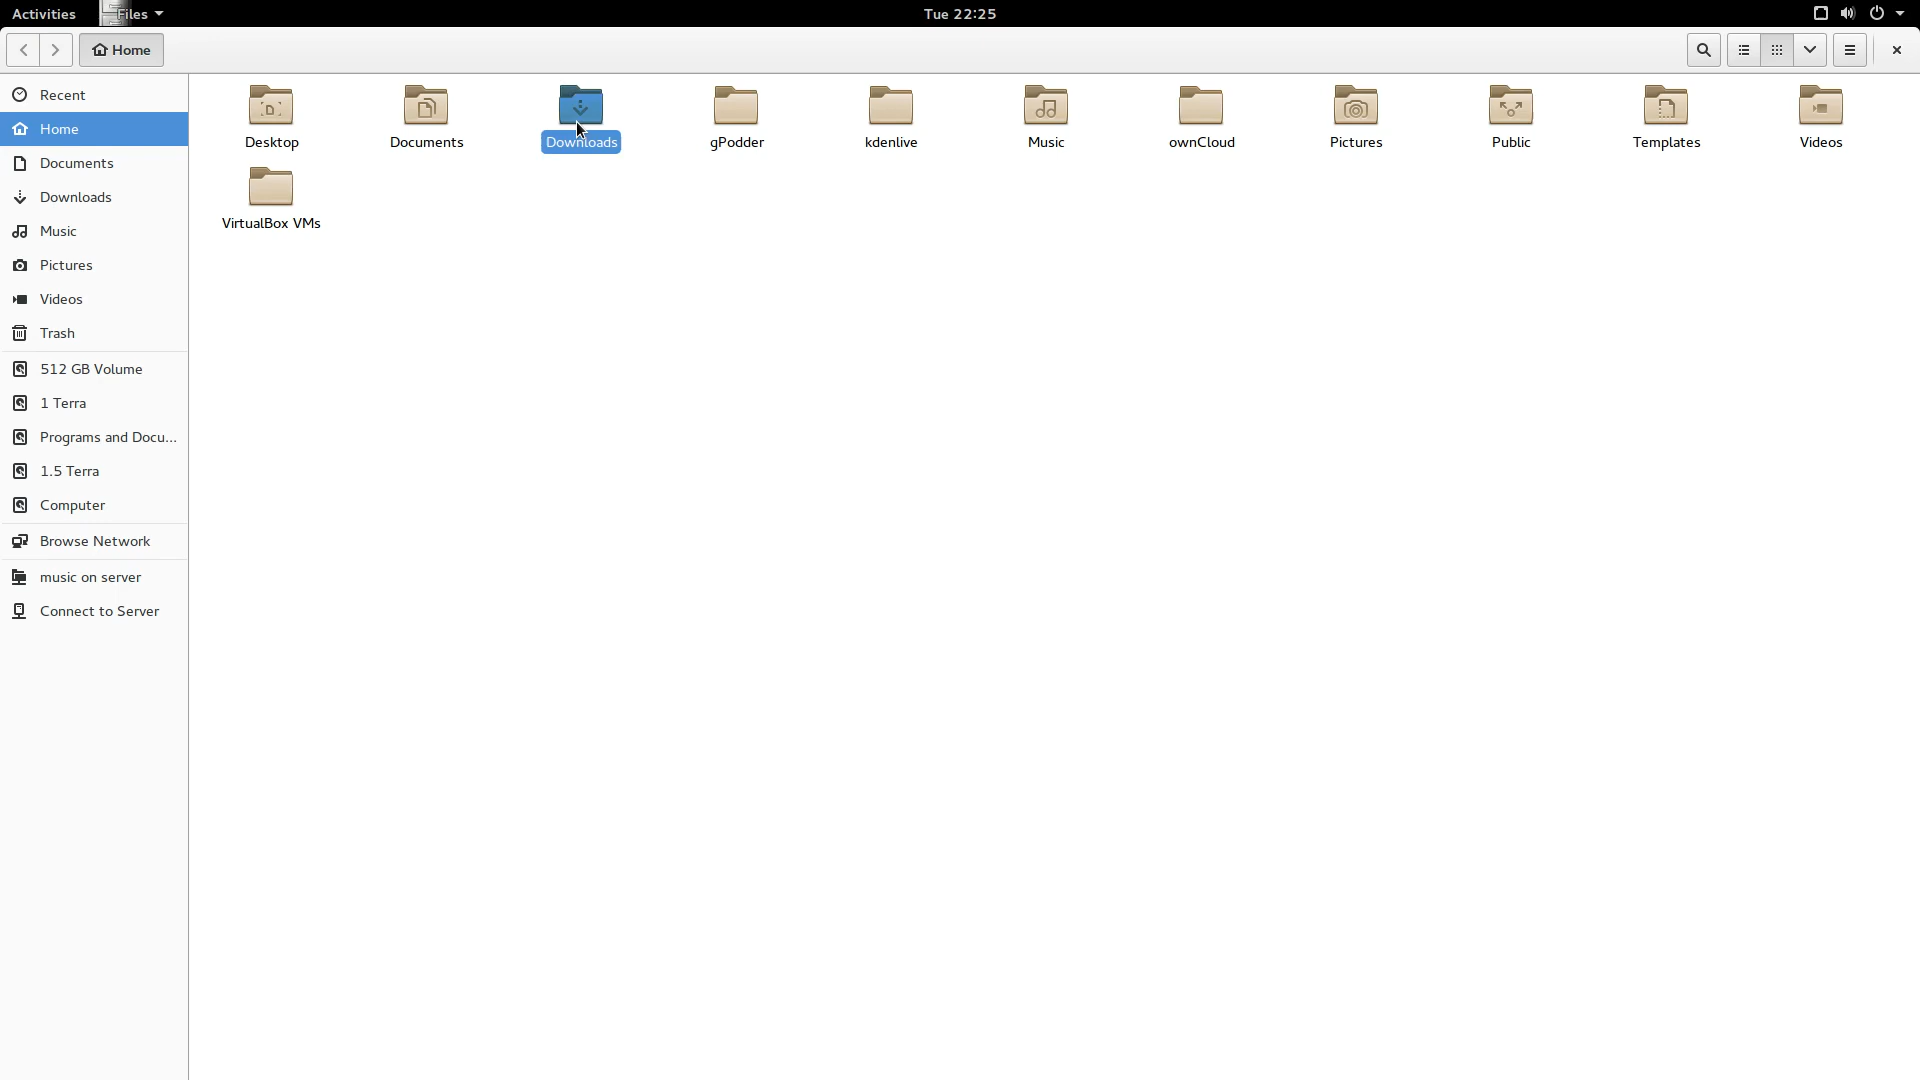 Activities
Files
Tue 22:25
Home
Recent
Home
Documents
Downloads
Music
Pictures
Videos
Trash
512 GB Volume
1 Terra
Programs and Docu...
1.5 Terra
Computer
Browse Network
music on server
Connect to Server
Desktop
Documents
Downloads
gPodder
kdenlive
Music
ownCloud
Pictures
Public
Templates
Videos
VirtualBox VMs